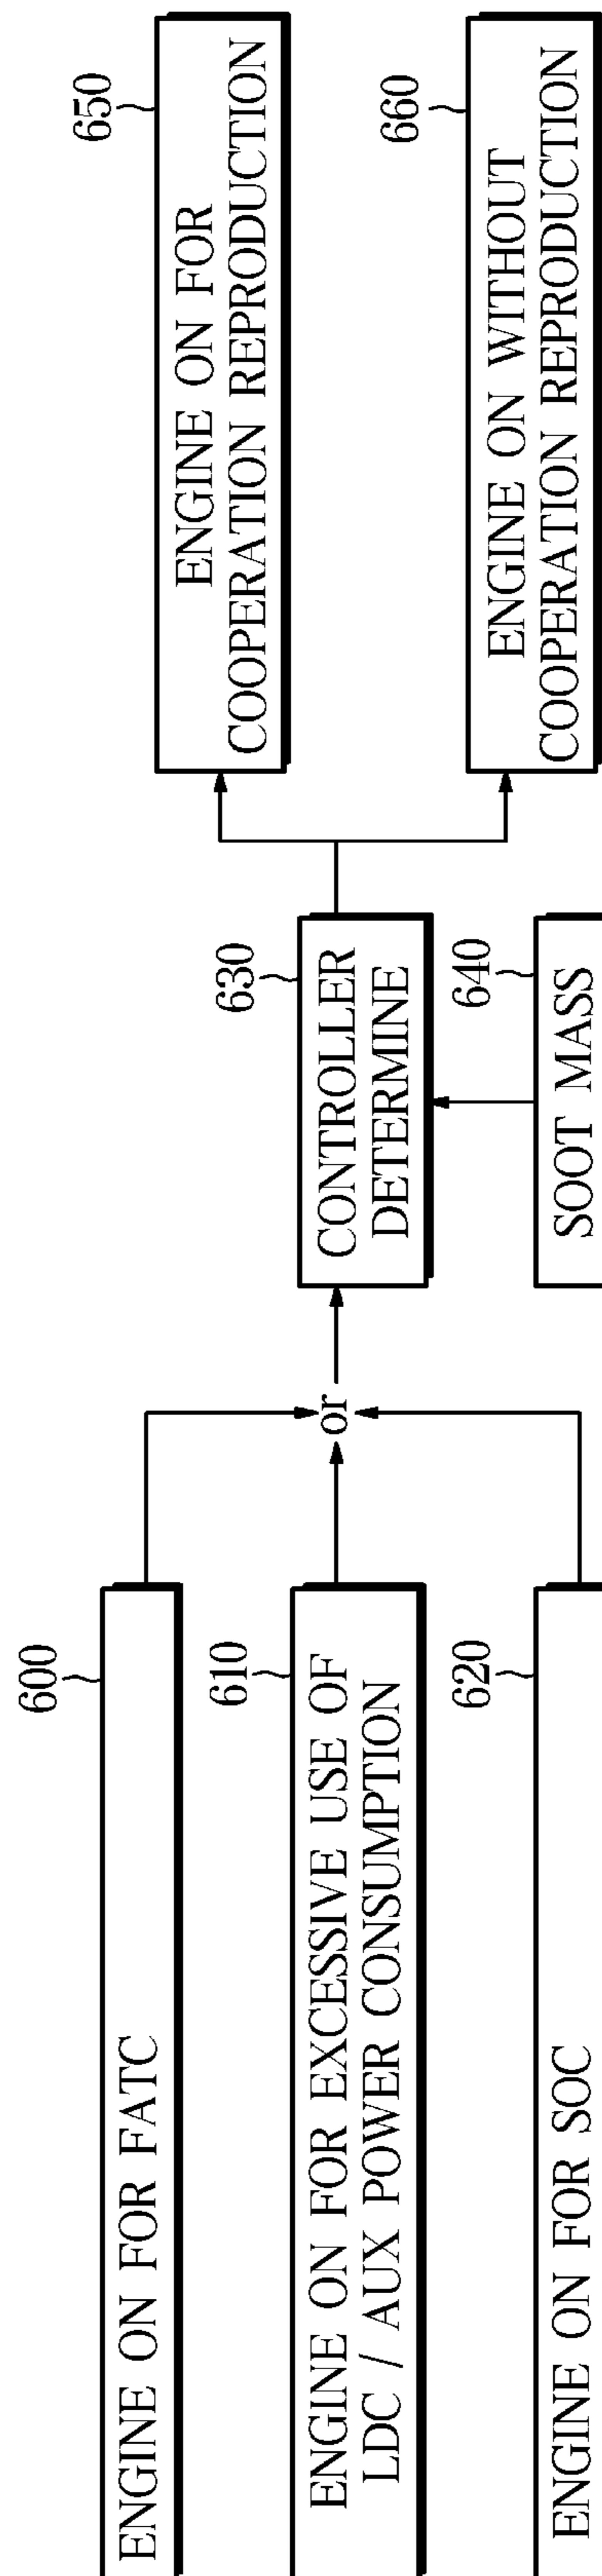 600
ENGINE ON FOR FATC
610
ENGINE ON FOR EXCESSIVE USE OF
LDC / AUX POWER CONSUMPTION
620
ENGINE ON FOR SOC
or
630
CONTROLLER
DETERMINE
640
SOOT MASS
650
ENGINE ON FOR
COOPERATION REPRODUCTION
660
ENGINE ON WITHOUT
COOPERATION REPRODUCTION